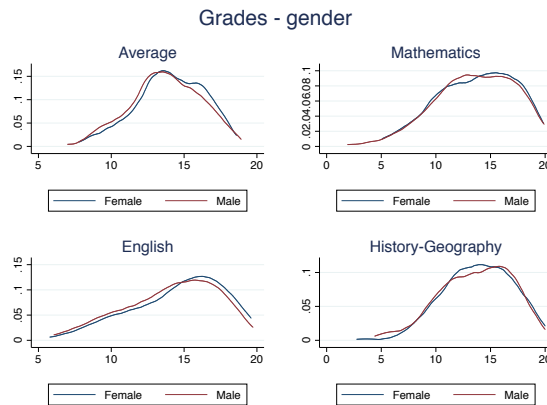 Grades - gender
Average
0 .05 .1 .15
5 10 15 20
Female Male
Mathematics
0 .02.04.06.08 .1
0 5 10 15 20
Female Male
English
0 .05 .1 .15
5 10 15 20
Female Male
History-Geography
0 .05 .1
0 5 10 15 20
Female Male